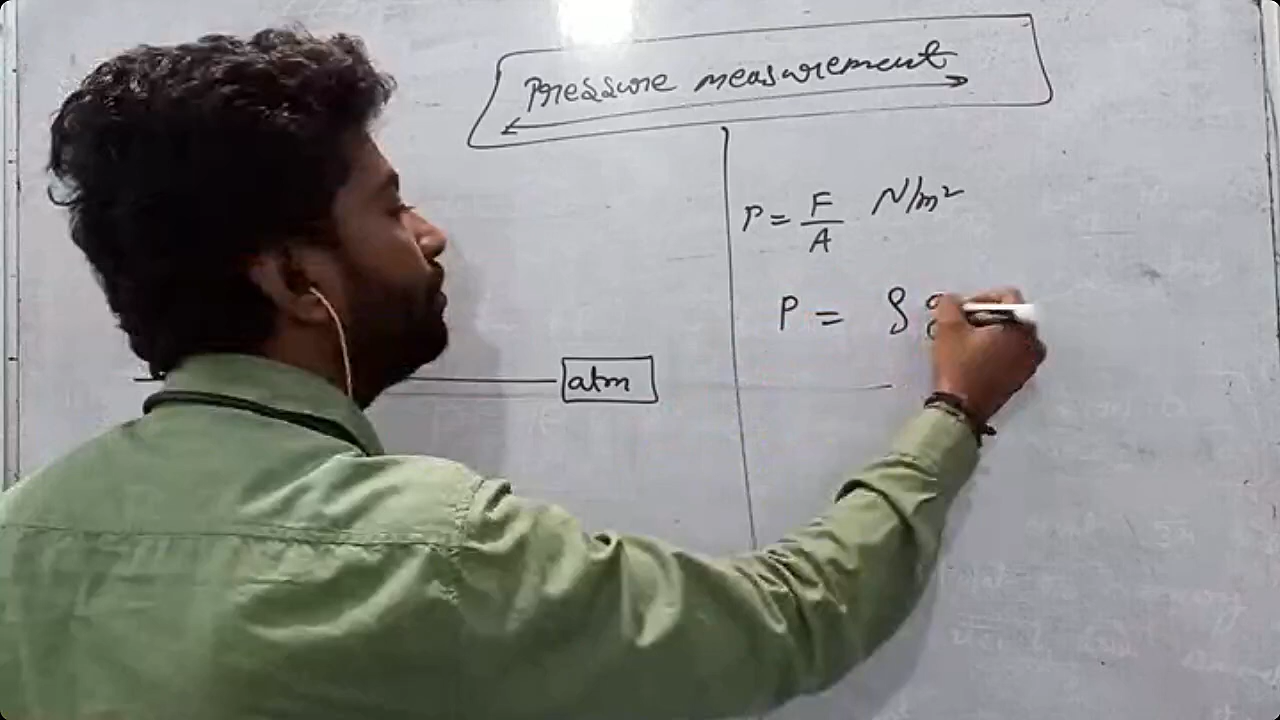 Pressure measurement
P = F/A N/m²
P = ρ g
atm